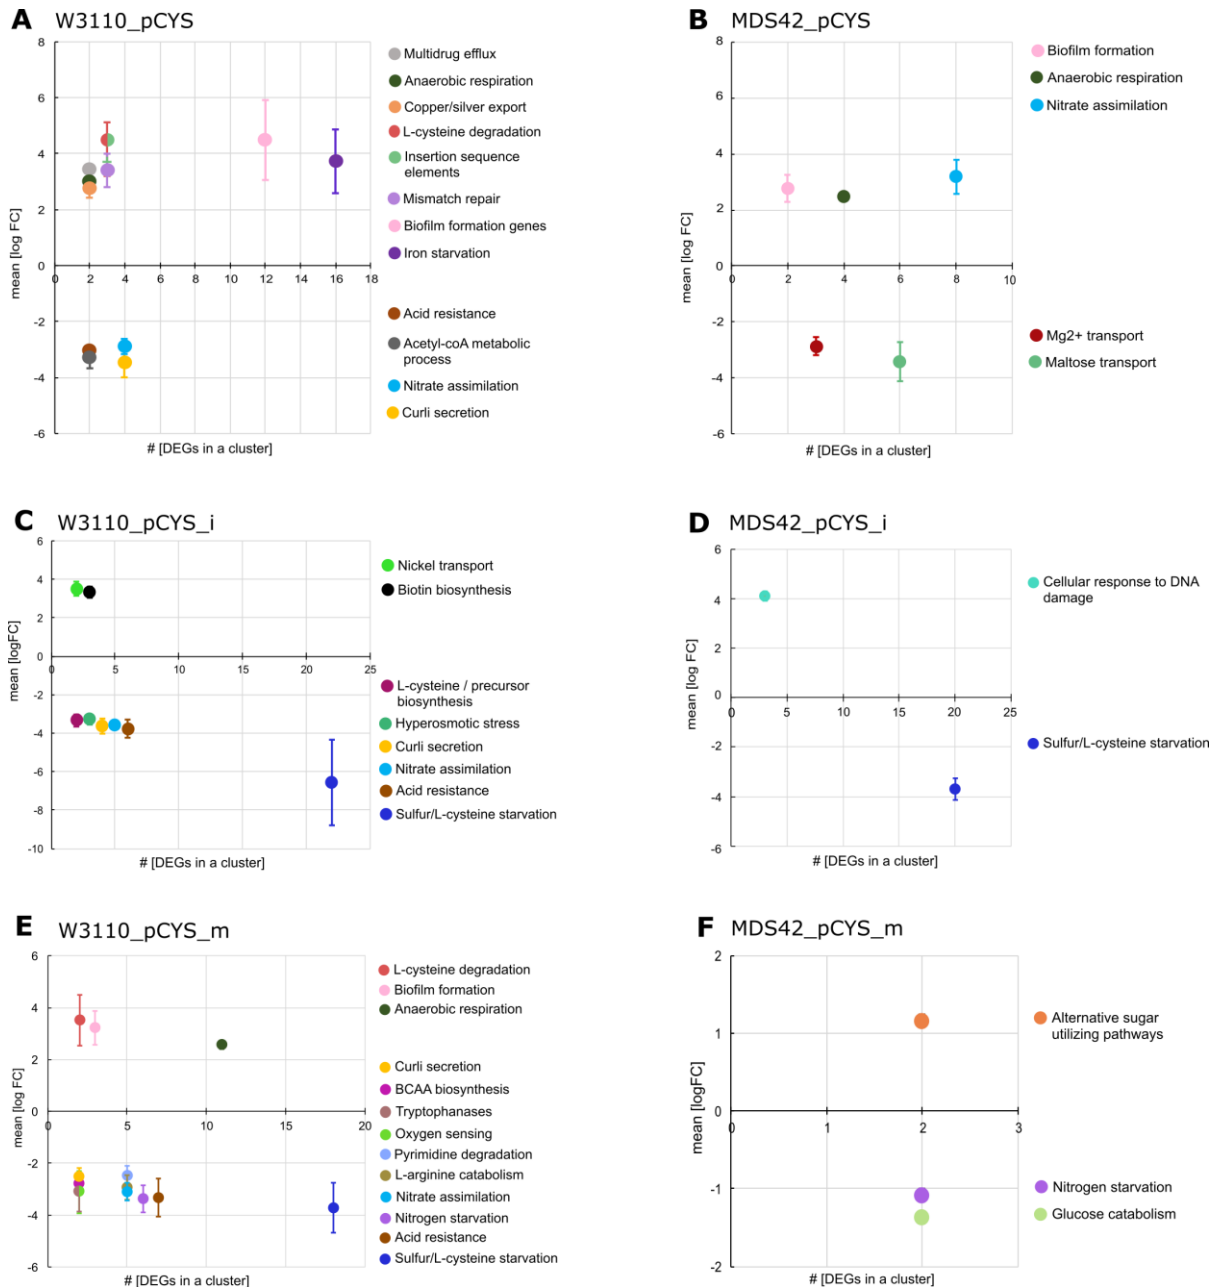 A W3110_pCYS
8
6
4
2
0
-2
-4
-6
0 2 4 6 8 10 12 14 16 18
mean [log FC]
# [DEGs in a cluster]
Multidrug efflux
Anaerobic respiration
Copper/silver export
L-cysteine degradation
Insertion sequence
elements
Mismatch repair
Biofilm formation genes
Iron starvation
Acid resistance
Acetyl-coA metabolic
process
Nitrate assimilation
Curli secretion
B MDS42_pCYS
8
6
4
2
0
-2
-4
-6
0 2 4 6 8 10
mean [log FC]
# [DEGs in a cluster]
Biofilm formation
Anaerobic respiration
Nitrate assimilation
Mg2+ transport
Maltose transport
C W3110_pCYS_i
6
4
2
0
-2
-4
-6
-8
-10
0 5 10 15 20 25
mean [logFC]
# [DEGs in a cluster]
Nickel transport
Biotin biosynthesis
L-cysteine / precursor
biosynthesis
Hyperosmotic stress
Curli secretion
Nitrate assimilation
Acid resistance
Sulfur/L-cysteine starvation
D MDS42_pCYS_i
6
4
2
0
-2
-4
-6
0 5 10 15 20 25
mean [log FC]
# [DEGs in a cluster]
Cellular response to DNA
damage
Sulfur/L-cysteine starvation
E W3110_pCYS_m
6
4
2
0
-2
-4
-6
0 5 10 15 20
mean [log FC]
# [DEGs in a cluster]
L-cysteine degradation
Biofilm formation
Anaerobic respiration
Curli secretion
BCAA biosynthesis
Tryptophanases
Oxygen sensing
Pyrimidine degradation
L-arginine catabolism
Nitrate assimilation
Nitrogen starvation
Acid resistance
Sulfur/L-cysteine starvation
F MDS42_pCYS_m
2
1
0
-1
-2
0 1 2 3
mean [logFC]
# [DEGs in a cluster]
Alternative sugar
utilizing pathways
Nitrogen starvation
Glucose catabolism